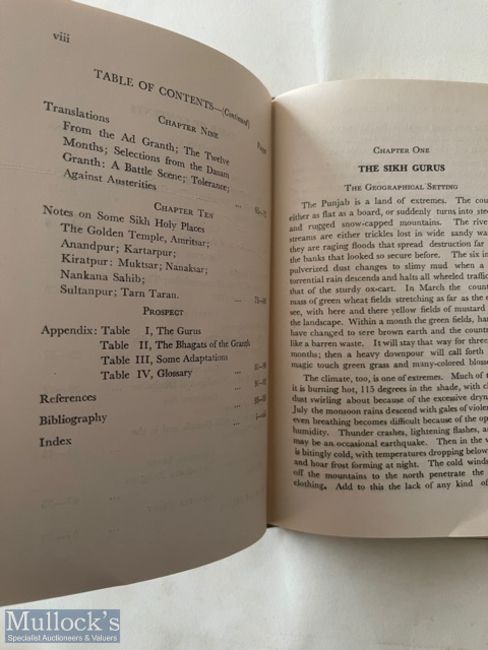 viii
TABLE OF CONTENTS—(Continued)
CHAPTER NINE
Translations
From the Ad Granth; The Twelve
Months; Selections from the Dasam
Granth: A Battle Scene; Tolerance;
Against Austerities ...
CHAPTER TEN
Notes on Some Sikh Holy Places
The Golden Temple, Amritsar;
Anandpur; Kartarpur;
Kiratpur: Muktsar; Nanaksar;
Nankana Sahib;
Sultanpur; Tarn Taran. ...
PROSPECT
Appendix: Table I, The Gurus
Table II, The Bhagats of the Granth
Table III, Some Adaptations
Table IV, Glossary ...
References ...
Bibliography ...
Index
CHAPTER ONE
THE SIKH GURUS
THE GEOGRAPHICAL SETTING
The Punjab is a land of extremes. The cou
either as flat as a board, or suddenly turns into stee
and rugged snow-capped mountains. The rive
streams are either trickles lost in wide sandy wa
they are raging floods that spread destruction far
the banks that looked so secure before. The six in
pulverized dust changes to slimy mud when a
torrential rain descends and halts all wheeled traffic
that of the sturdy ox-cart. In March the count
mass of green wheat fields stretching as far as the e
see, with here and there yellow fields of mustard
the landscape. Within a month the green fields, ha
have changed to sere brown earth and the country
like a barren waste. It will stay that way for three
months; then a heavy downpour will call forth
magic touch green grass and many-colored blosso
The climate, too, is one of extremes. Much of t
it is burning hot, 115 degrees in the shade, with cl
dust swirling about because of the excessive dryn
July the monsoon rains descend with gales of violen
even breathing becomes difficult because of the op
humidity. Thunder crashes, lightening flashes, an
may be an occasional earthquake. Then in the w
is bitingly cold, with temperatures dropping below
and hoar frost forming at night. The cold winds
off the mountains to the north penetrate the
clothing. Add to this the lack of any kind of
Mullock's
Specialist Auctioneers & Valuers